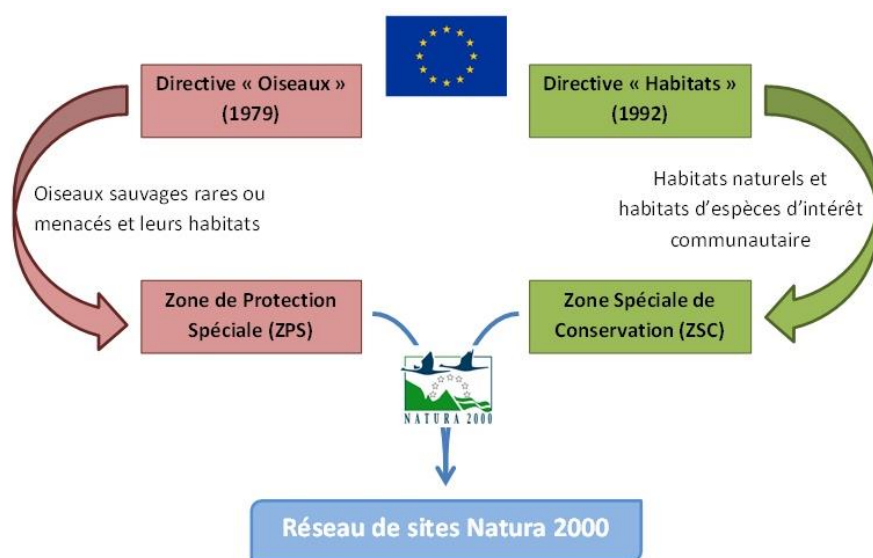 Directive « Oiseaux »
(1979)
Directive « Habitats »
(1992)
Oiseaux sauvages rares ou
menacés et leurs habitats
Habitats naturels et
habitats d’espèces d’intérêt
communautaire
Zone de Protection
Spéciale (ZPS)
Zone Spéciale de
Conservation (ZSC)
NATURA 2000
Réseau de sites Natura 2000